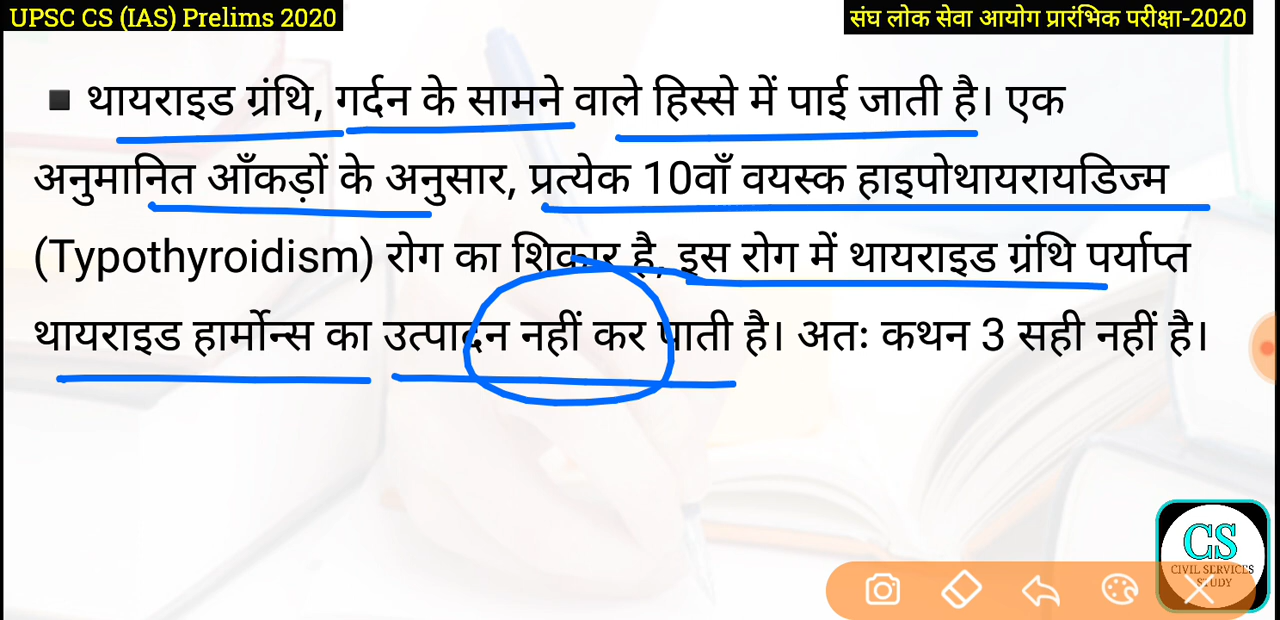 UPSC CS (IAS) Prelims 2020
संघ लोक सेवा आयोग प्रारंभिक परीक्षा-2020
▪ थायराइड ग्रंथि, गर्दन के सामने वाले हिस्से में पाई जाती है। एक
अनुमानित आँकड़ों के अनुसार, प्रत्येक 10वाँ वयस्क हाइपोथायरायडिज्म
(Typothyroidism) रोग का शिकार है, इस रोग में थायराइड ग्रंथि पर्याप्त
थायराइड हार्मोन्स का उत्पादन नहीं कर पाती है। अतः कथन 3 सही नहीं है।
CS
CIVIL SERVICES
STUDY